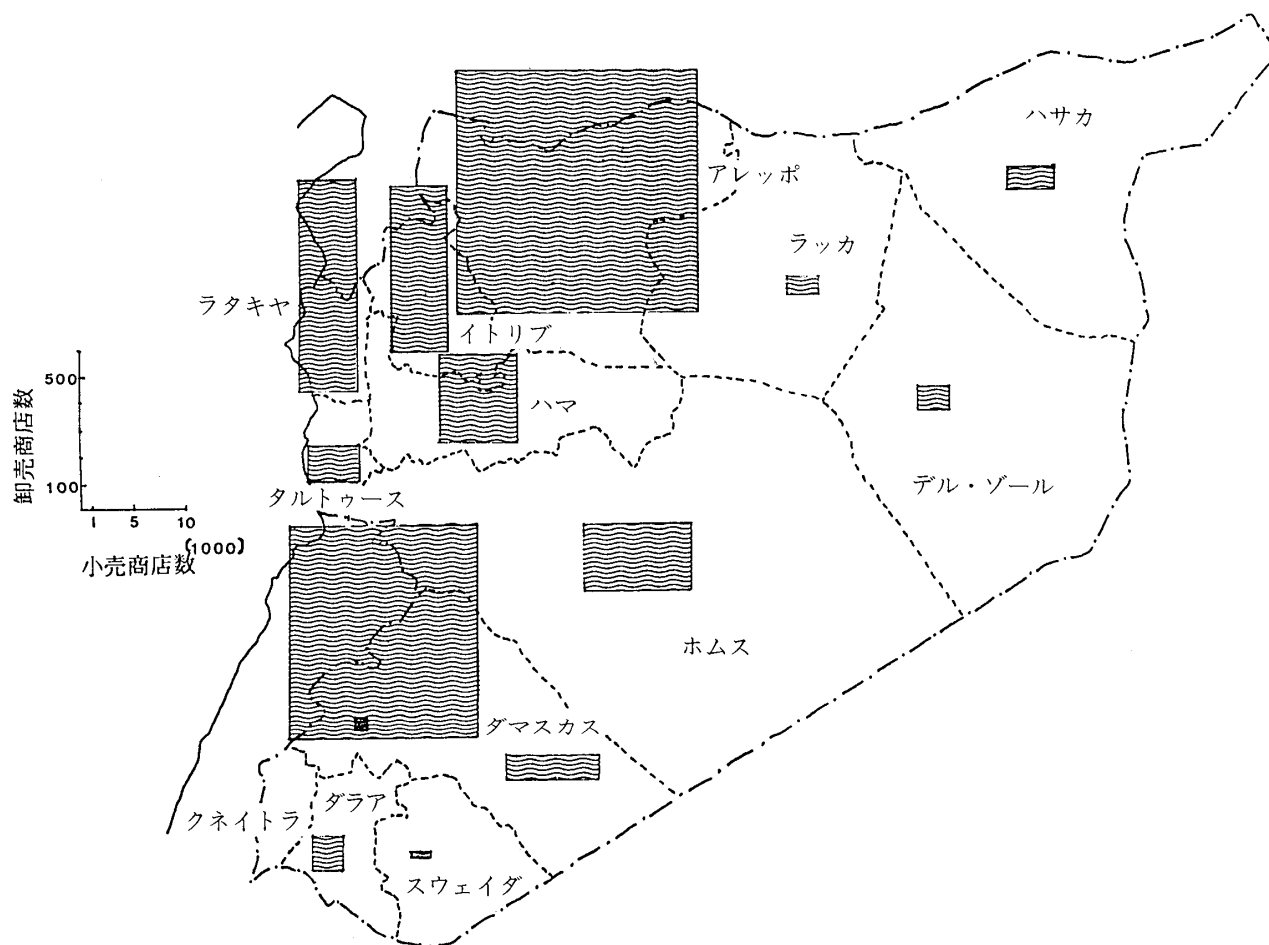 ハサカ
アレッポ
ラッカ
ラタキヤ
イトリブ
ハマ
デル・ゾール
タルトゥース
ホムス
ダマスカス
ダラア
クネイトラ
スウェイダ
卸売商店数
500
100
1 5 10
(1000)
小売商店数